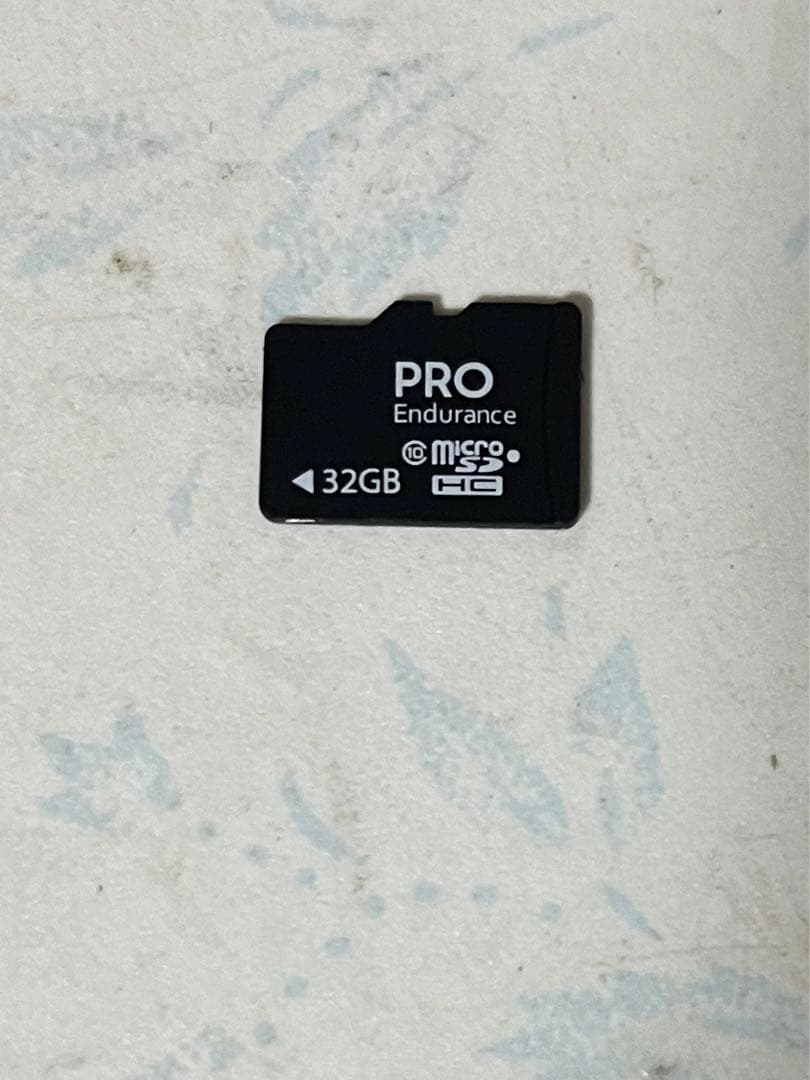 PRO
Endurance
10 micro
SD
32GB HC